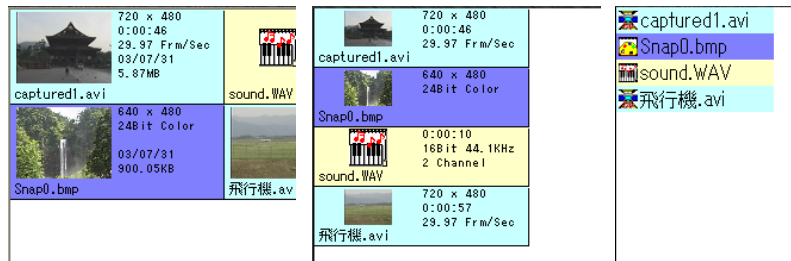 720 x 480
0:00:46
29.97 Frm/Sec
03/07/31
5.87MB
captured1.avi
sound.WAV
640 x 480
24Bit Color
03/07/31
900.05KB
Snap0.bmp
飛行機.av
720 x 480
0:00:46
29.97 Frm/Sec
captured1.avi
640 x 480
24Bit Color
Snap0.bmp
0:00:10
16Bit 44.1KHz
2 Channel
sound.WAV
720 x 480
0:00:57
29.97 Frm/Sec
飛行機.avi
captured1.avi
Snap0.bmp
sound.WAV
飛行機.avi